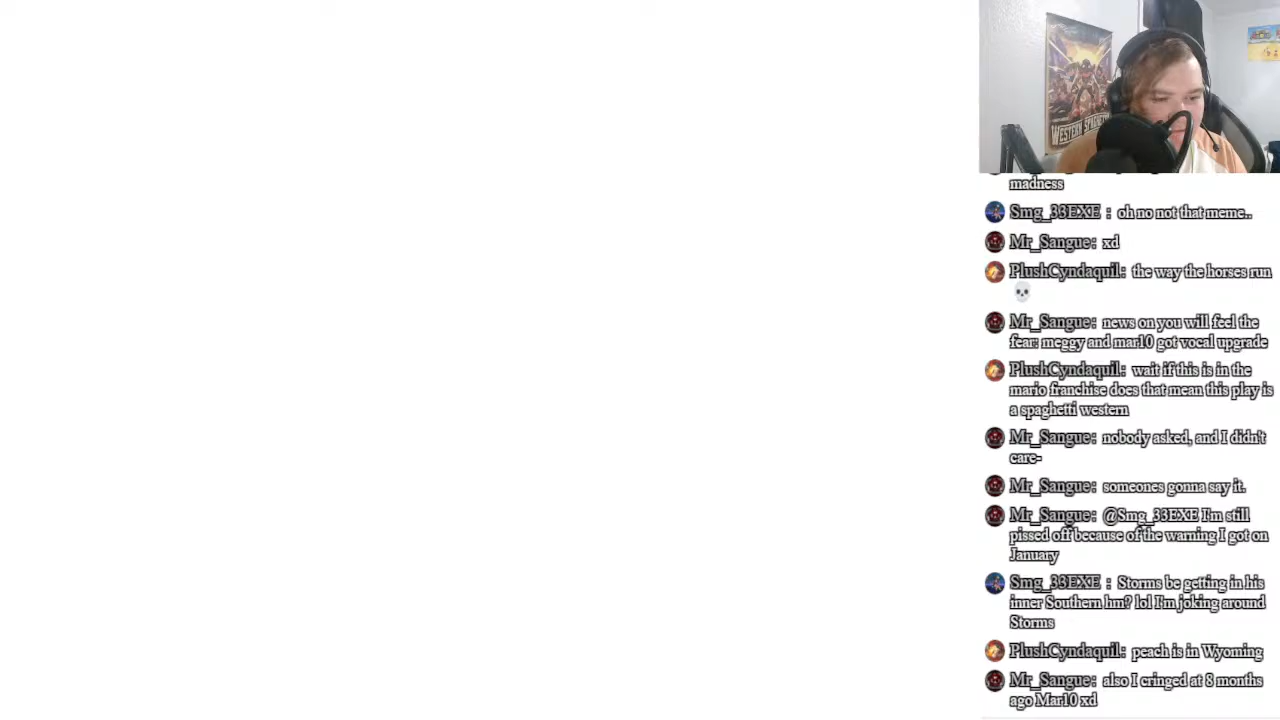 WESTERN SPAGHETTI
madness
Smg_33EXE : oh no not that meme..
Mr_Sangue: xd
PlushCyndaquil: the way the horses run
💀
Mr_Sangue: news on you will feel the
fear: meggy and mar10 got vocal upgrade
PlushCyndaquil: wait if this is in the
mario franchise does that mean this play is
a spaghetti western
Mr_Sangue: nobody asked, and I didn't
care-
Mr_Sangue: someones gonna say it.
Mr_Sangue: @Smg_33EXE I'm still
pissed off because of the warning I got on
January
Smg_33EXE : Storms be getting in his
inner Southern hm? lol I'm joking around
Storms
PlushCyndaquil: peach is in Wyoming
Mr_Sangue: also I cringed at 8 months
ago Mar10 xd